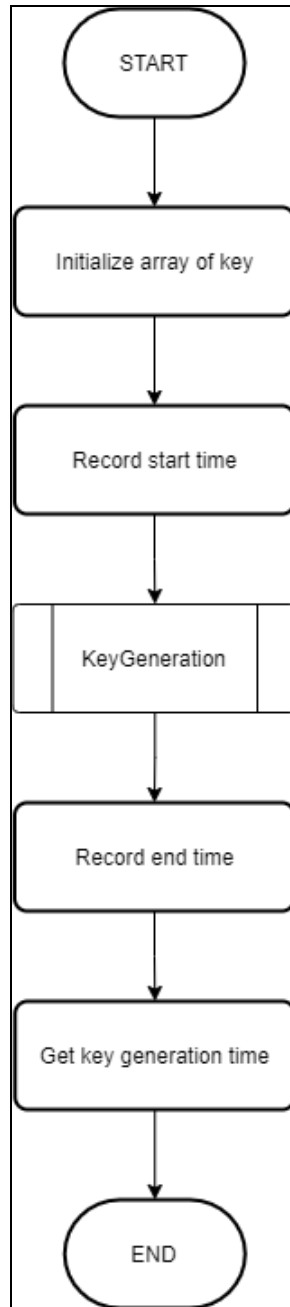 START
Initialize array of key
Record start time
KeyGeneration
Record end time
Get key generation time
END